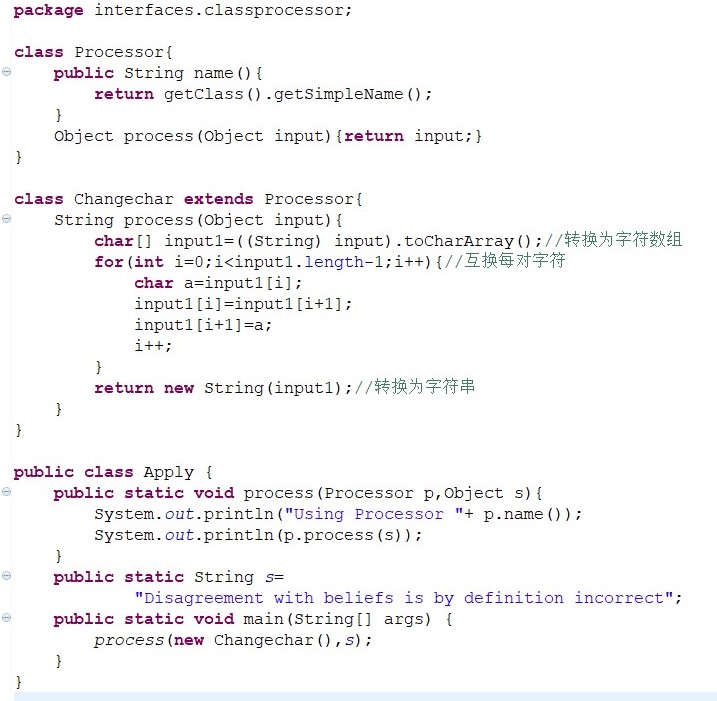 package interfaces.classprocessor;
class Processor{
public String name(){
return getClass().getSimpleName();
}
Object process(Object input){return input;}
}
class Changechar extends Processor{
String process(Object input){
char[] input1=((String) input).toCharArray();//转换为字符数组
for(int i=0;i<input1.length-1;i++){//互换每对字符
char a=input1[i];
input1[i]=input1[i+1];
input1[i+1]=a;
i++;
}
return new String(input1);//转换为字符串
}
}
public class Apply {
public static void process(Processor p,Object s){
System.out.println("Using Processor "+ p.name());
System.out.println(p.process(s));
}
public static String s=
"Disagreement with beliefs is by definition incorrect";
public static void main(String[] args) {
process(new Changechar(),s);
}
}